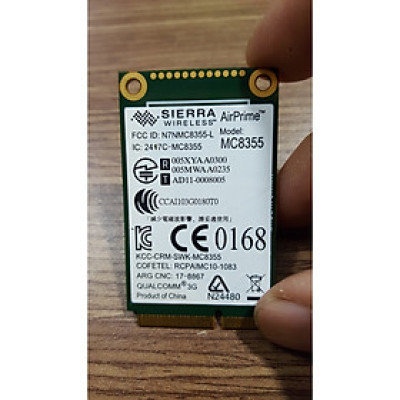 SIERRA WIRELESS™ AirPrime™
FCC ID: N7NMC8355-L Model:
IC: 2417C-MC8355 MC8355
R 005XYAA0300
005MWAA0235
T AD11-0008005
CCAI103G0180T0
「減少電磁波影響，請妥適使用」
CE 0168
KCC-CRM-SWK-MC8355
COFETEL: RCPAIMC10-1083
ARG CNC: 17-8867
QUALCOMM® 3G
Product of China
N24480